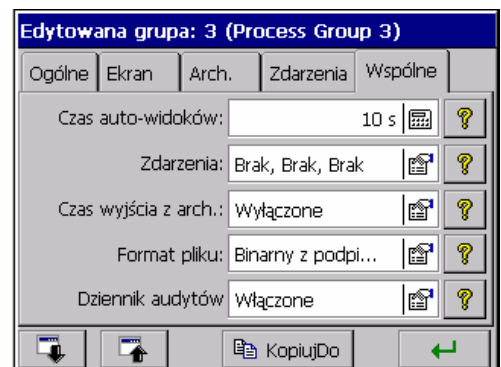 Edytowana grupa: 3 (Process Group 3)
Ogólne Ekran Arch. Zdarzenia Wspólne
Czas auto-widoków: 10 s ?
Zdarzenia: Brak, Brak, Brak ?
Czas wyjścia z arch.: Wyłączone ?
Format pliku: Binarny z podpi... ?
Dziennik audytów Włączone ?
KopiujDo